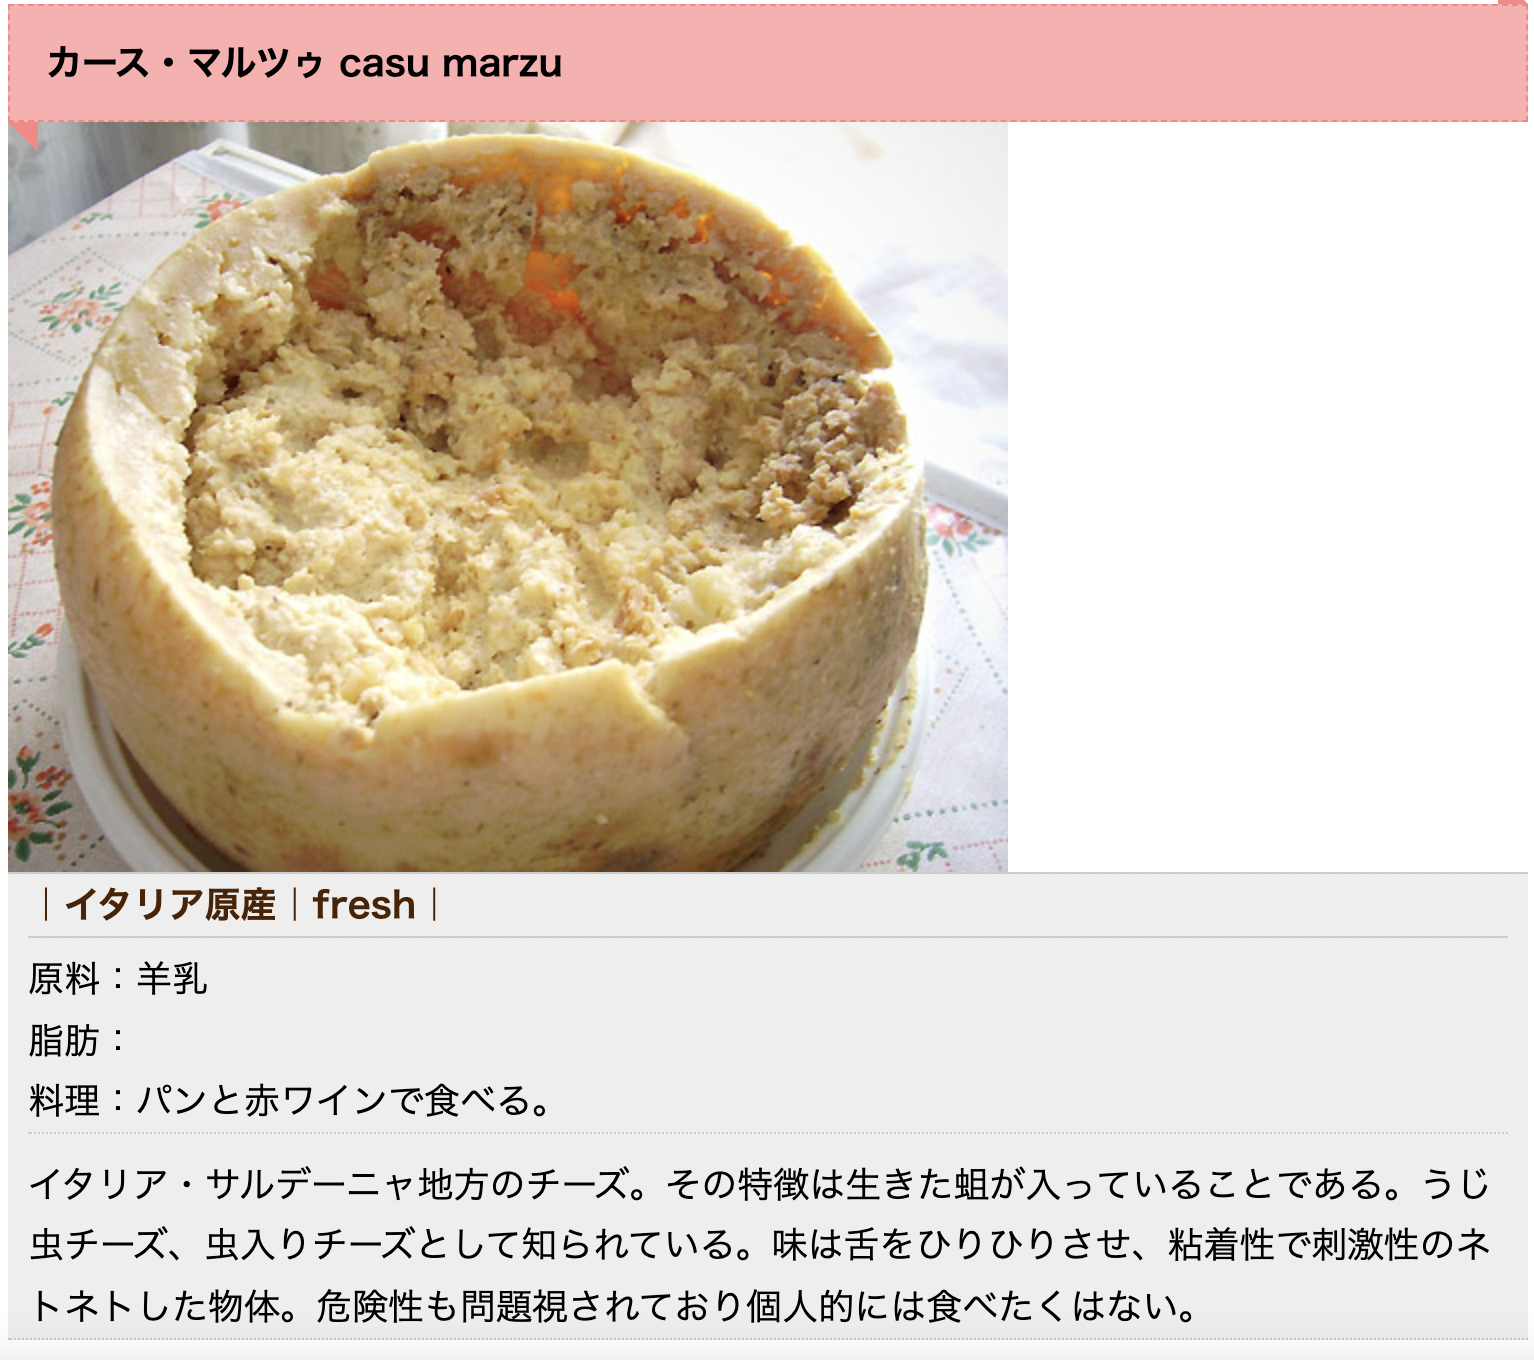 カース・マルツゥ casu marzu
｜イタリア原産｜fresh｜
原料：羊乳
脂肪：
料理：パンと赤ワインで食べる。
イタリア・サルデーニャ地方のチーズ。その特徴は生きた蛆が入っていることである。うじ
虫チーズ、虫入りチーズとして知られている。味は舌をひりひりさせ、粘着性で刺激性のネ
トネトした物体。危険性も問題視されており個人的には食べたくはない。